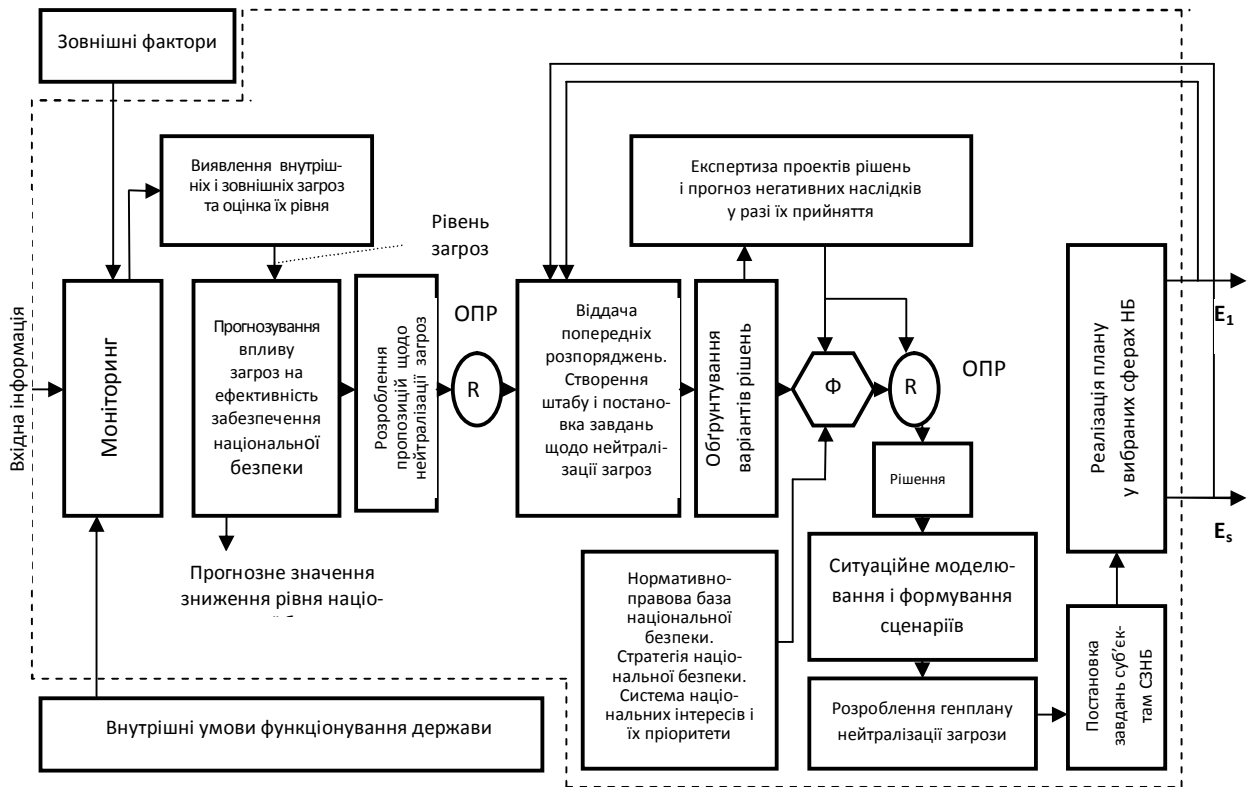 Зовнішні фактори
Виявлення внутріш-
ніх і зовнішніх загроз
та оцінка їх рівня
Рівень
загроз
Експертиза проектів рішень
і прогноз негативних наслідків
у разі їх прийняття
Вхідна інформація
Моніторинг
Прогнозування
впливу
загроз на
ефективність
забезпечення
національної
безпеки
Розроблення
пропозицій щодо
нейтралізації загроз
ОПР
R
Віддача
попередніх
розпоряджень.
Створення
штабу і постано-
вка завдань
щодо нейтралі-
зації загроз
Обґрунтування
варіантів рішень
Ф
R
ОПР
Рішення
Реалізація плану
у вибраних сферах НБ
E1
Es
Прогнозне значення
зниження рівня націо-
Нормативно-
правова база
національної
безпеки.
Стратегія націо-
нальної безпеки.
Система націо-
нальних інтересів і
їх пріоритети
Ситуаційне моделю-
вання і формування
сценаріїв
Розроблення генплану
нейтралізації загрози
Постановка
завдань суб’єк-
там СЗНБ
Внутрішні умови функціонування держави